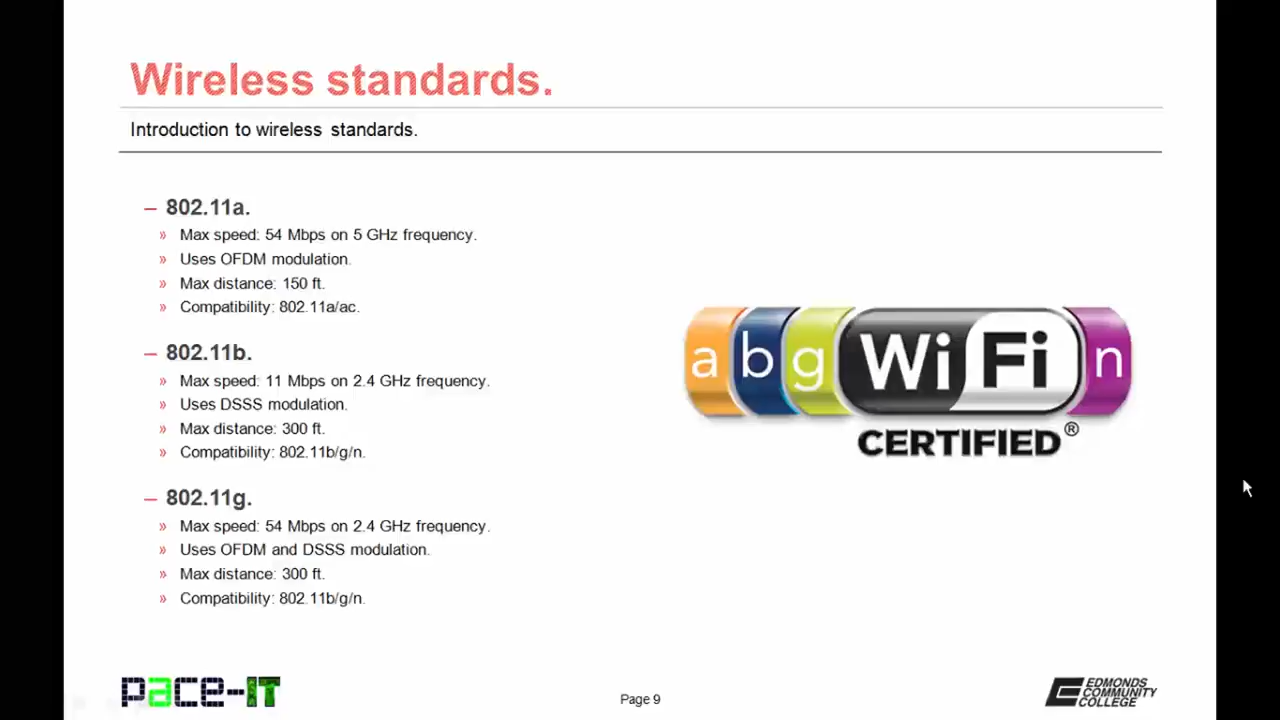 Wireless standards.
Introduction to wireless standards.
– 802.11a.
» Max speed: 54 Mbps on 5 GHz frequency.
» Uses OFDM modulation.
» Max distance: 150 ft.
» Compatibility: 802.11a/ac.
– 802.11b.
» Max speed: 11 Mbps on 2.4 GHz frequency.
» Uses DSSS modulation.
» Max distance: 300 ft.
» Compatibility: 802.11b/g/n.
– 802.11g.
» Max speed: 54 Mbps on 2.4 GHz frequency.
» Uses OFDM and DSSS modulation.
» Max distance: 300 ft.
» Compatibility: 802.11b/g/n.
a b g Wi Fi n
CERTIFIED®
pace-IT
Page 9
EDMONDS
COMMUNITY
COLLEGE